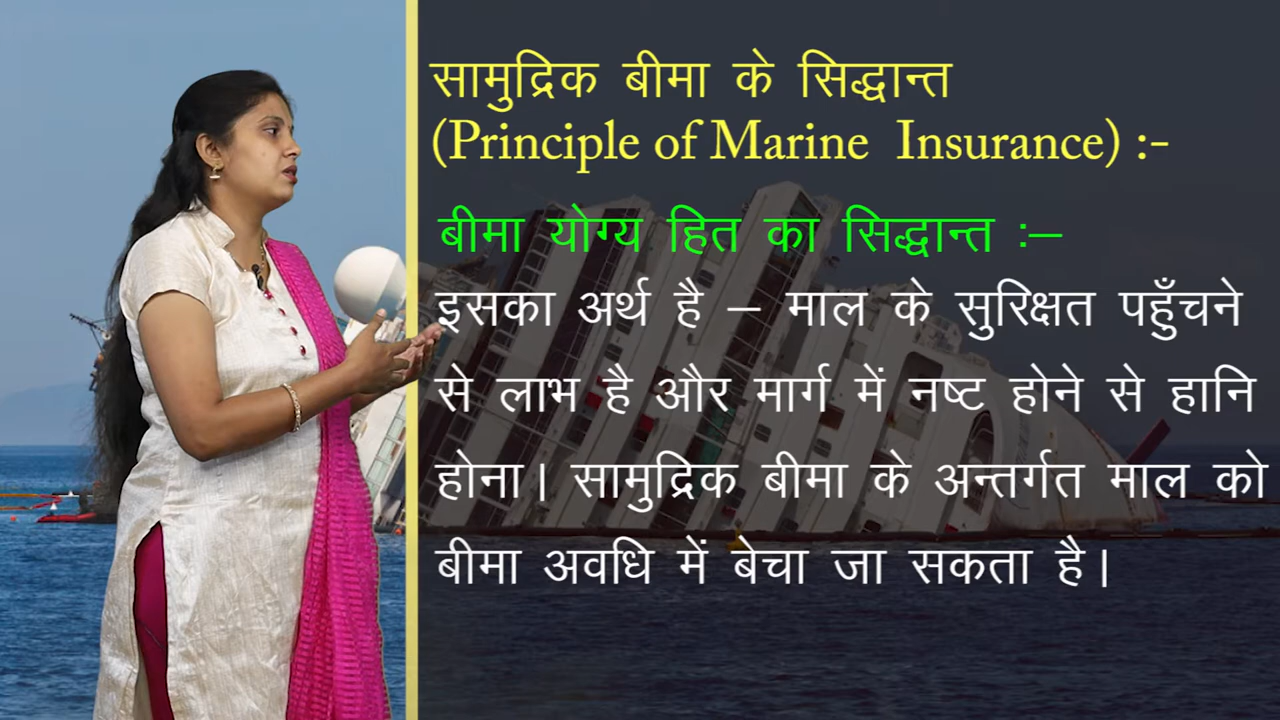 सामुद्रिक बीमा के सिद्धान्त
(Principle of Marine Insurance) :-
बीमा योग्य हित का सिद्धान्त :–
इसका अर्थ है – माल के सुरिक्षत पहुँचने
से लाभ है और मार्ग में नष्ट होने से हानि
होना। सामुद्रिक बीमा के अन्तर्गत माल को
बीमा अवधि में बेचा जा सकता है।